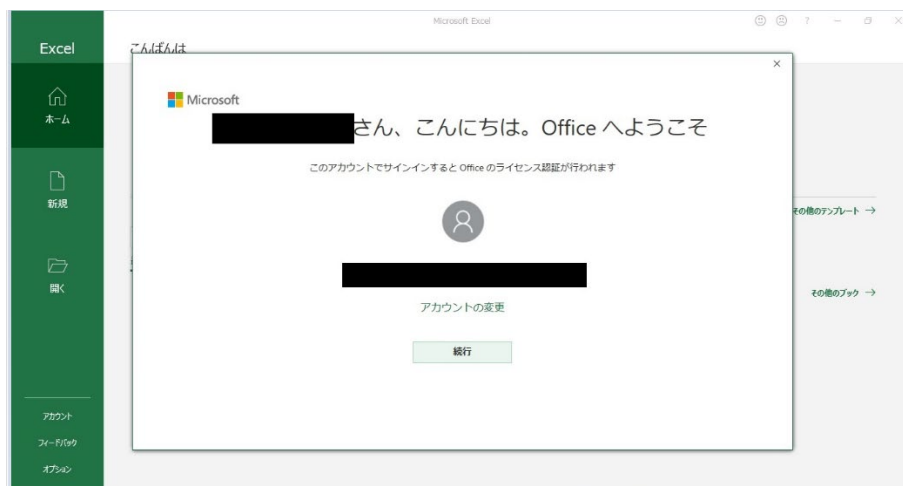 Microsoft Excel
?
Excel
こんばんは
ホーム
新規
開く
アカウント
フィードバック
オプション
Microsoft
さん、こんにちは。Office へようこそ
このアカウントでサインインすると Office のライセンス認証が行われます
アカウントの変更
続行
その他のテンプレート →
その他のブック →